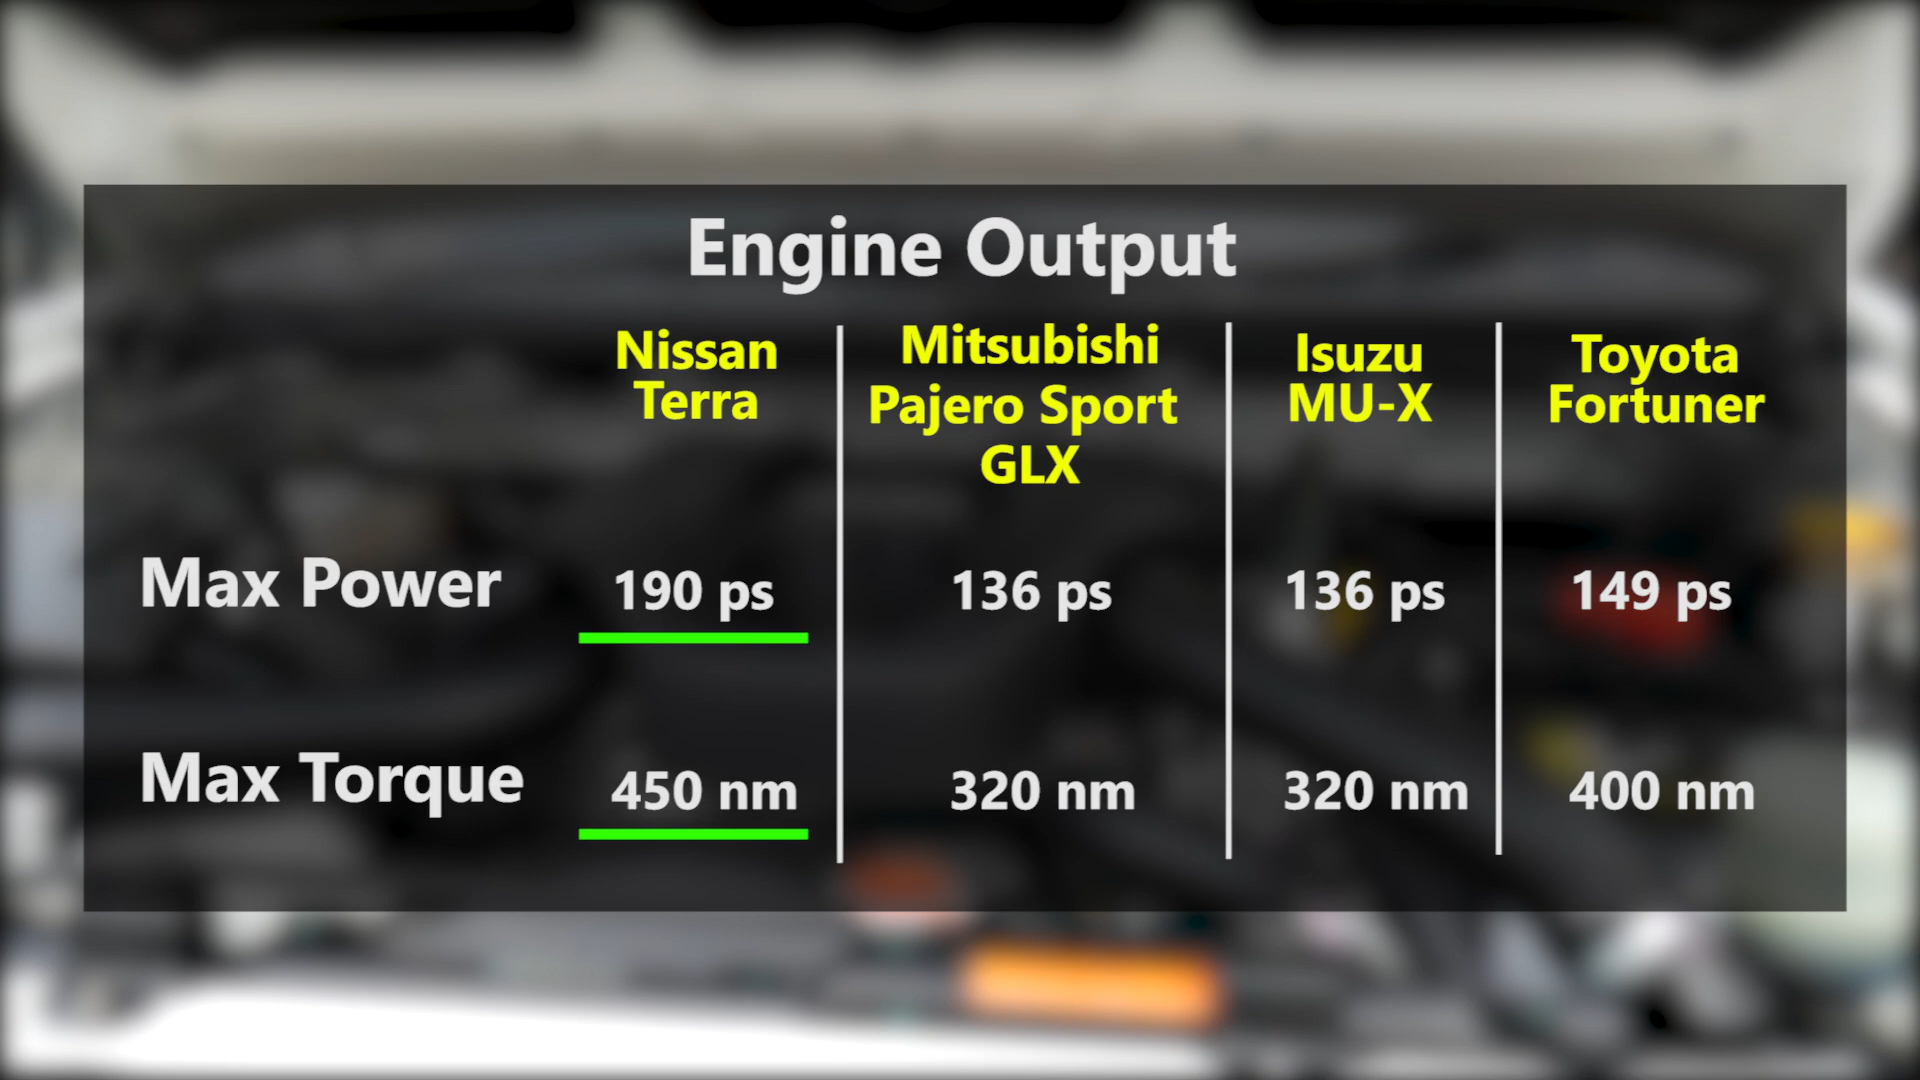 Engine Output
Nissan
Terra
Mitsubishi
Pajero Sport
GLX
Isuzu
MU-X
Toyota
Fortuner
Max Power
190 ps
136 ps
136 ps
149 ps
Max Torque
450 nm
320 nm
320 nm
400 nm